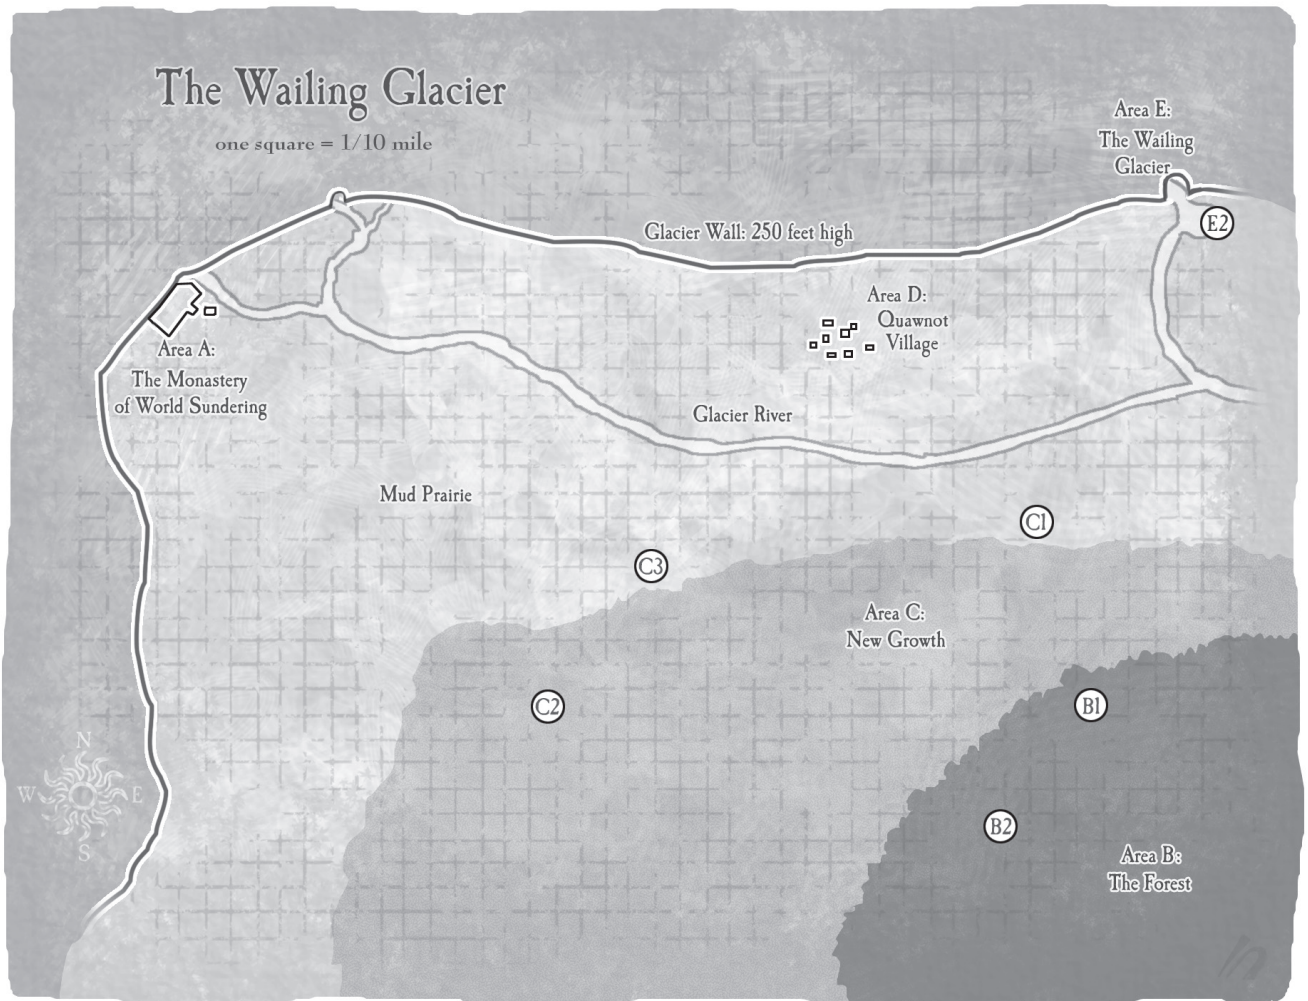 The Wailing Glacier
one square = 1/10 mile
Area E:
The Wailing
Glacier
E2
Glacier Wall: 250 feet high
Area D:
Quawnot
Village
Area A:
The Monastery
of World Sundering
Glacier River
Mud Prairie
C1
C3
Area C:
New Growth
C2
B1
N
W
E
S
B2
Area B:
The Forest